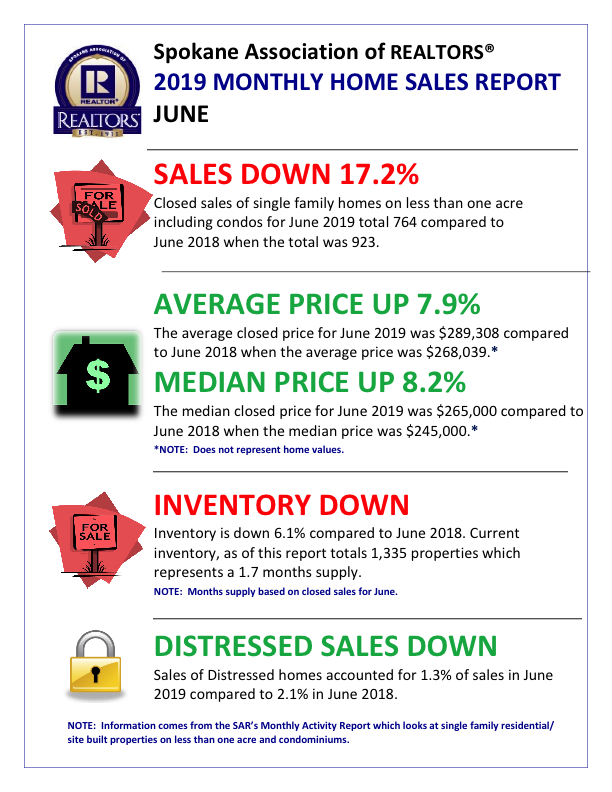 SPOKANE ASSOCIATION OF
R
REALTOR®
REALTORS®
EST. 1911
Spokane Association of REALTORS®
2019 MONTHLY HOME SALES REPORT
JUNE
FOR
SALE
SOLD
SALES DOWN 17.2%
Closed sales of single family homes on less than one acre
including condos for June 2019 total 764 compared to
June 2018 when the total was 923.
$
AVERAGE PRICE UP 7.9%
The average closed price for June 2019 was $289,308 compared
to June 2018 when the average price was $268,039.*
MEDIAN PRICE UP 8.2%
The median closed price for June 2019 was $265,000 compared to
June 2018 when the median price was $245,000.*
*NOTE: Does not represent home values.
FOR
SALE
INVENTORY DOWN
Inventory is down 6.1% compared to June 2018. Current
inventory, as of this report totals 1,335 properties which
represents a 1.7 months supply.
NOTE: Months supply based on closed sales for June.
DISTRESSED SALES DOWN
Sales of Distressed homes accounted for 1.3% of sales in June
2019 compared to 2.1% in June 2018.
NOTE: Information comes from the SAR's Monthly Activity Report which looks at single family residential/
site built properties on less than one acre and condominiums.